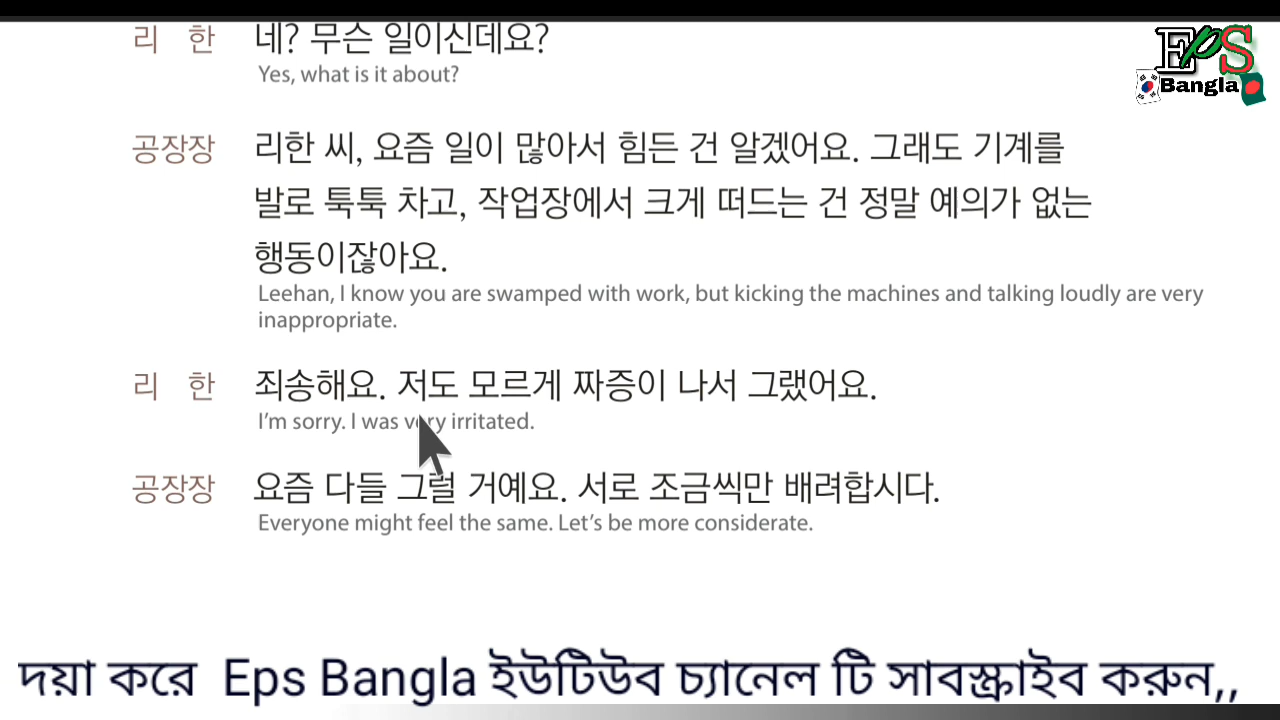 리 한 네? 무슨 일이신데요?
Yes, what is it about?
EPS
Bangla
공장장 리한 씨, 요즘 일이 많아서 힘든 건 알겠어요. 그래도 기계를
발로 툭툭 차고, 작업장에서 크게 떠드는 건 정말 예의가 없는
행동이잖아요.
Leehan, I know you are swamped with work, but kicking the machines and talking loudly are very
inappropriate.
리 한 죄송해요. 저도 모르게 짜증이 나서 그랬어요.
I'm sorry. I was very irritated.
공장장 요즘 다들 그럴 거예요. 서로 조금씩만 배려합시다.
Everyone might feel the same. Let's be more considerate.
দয়া করে Eps Bangla ইউটিউব চ্যানেল টি সাবস্ক্রাইব করুন,,